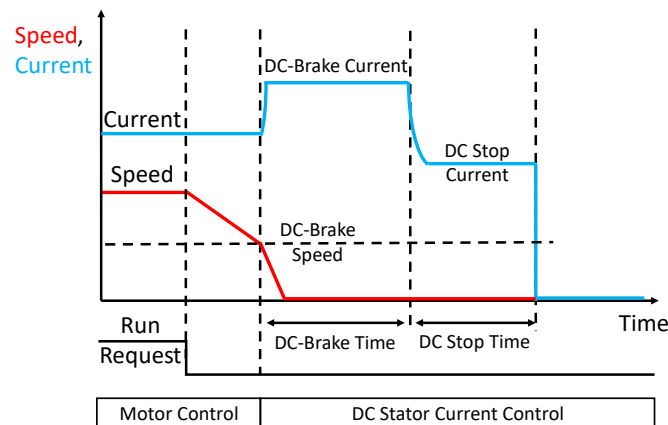 Speed,
Current
DC-Brake Current
Current
DC Stop
Current
Speed
DC-Brake
Speed
Time
Run
Request
DC-Brake Time
DC Stop Time
Motor Control
DC Stator Current Control